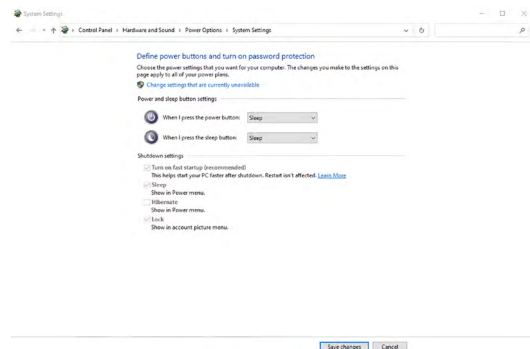 System Settings
Control Panel › Hardware and Sound › Power Options › System Settings
Define power buttons and turn on password protection
Choose the power settings that you want for your computer. The changes you make to the settings on this
page apply to all of your power plans.
Change settings that are currently unavailable
Power and sleep button settings
When I press the power button: Sleep
When I press the sleep button: Sleep
Shutdown settings
Turn on fast startup (recommended)
This helps start your PC faster after shutdown. Restart isn't affected. Learn More
Sleep
Show in Power menu.
Hibernate
Show in Power menu.
Lock
Show in account picture menu.
Save changes Cancel